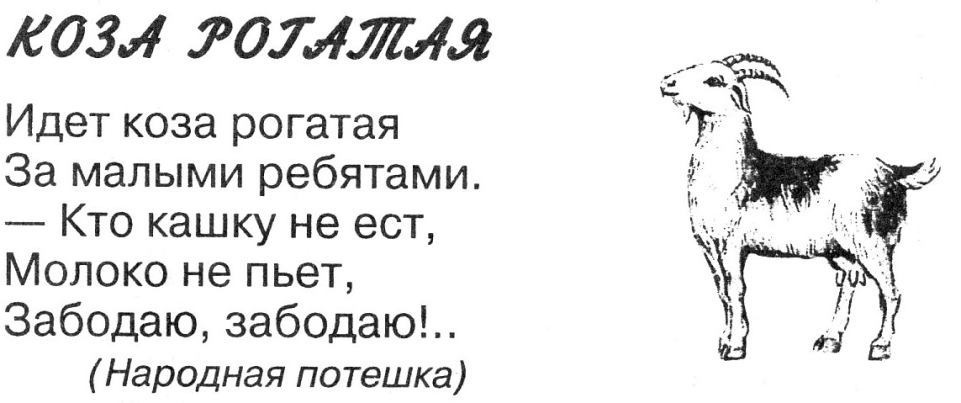 КОЗА РОГАТАЯ
Идет коза рогатая
За малыми ребятами.
— Кто кашку не ест,
Молоко не пьет,
Забодаю, забодаю!..
(Народная потешка)